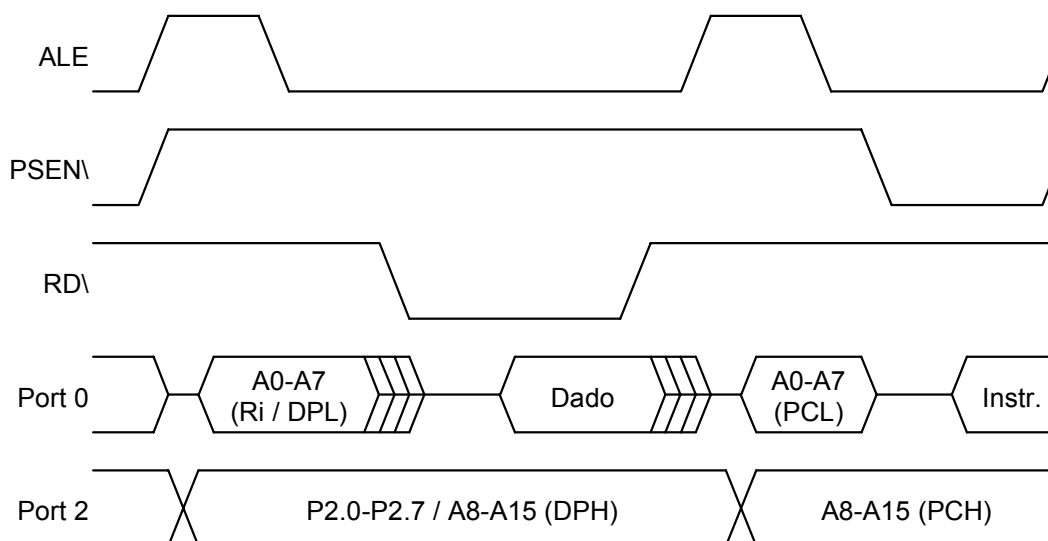 ALE
PSEN\
RD\
Port 0
A0-A7
(Ri / DPL)
Dado
A0-A7
(PCL)
Instr.
Port 2
P2.0-P2.7 / A8-A15 (DPH)
A8-A15 (PCH)